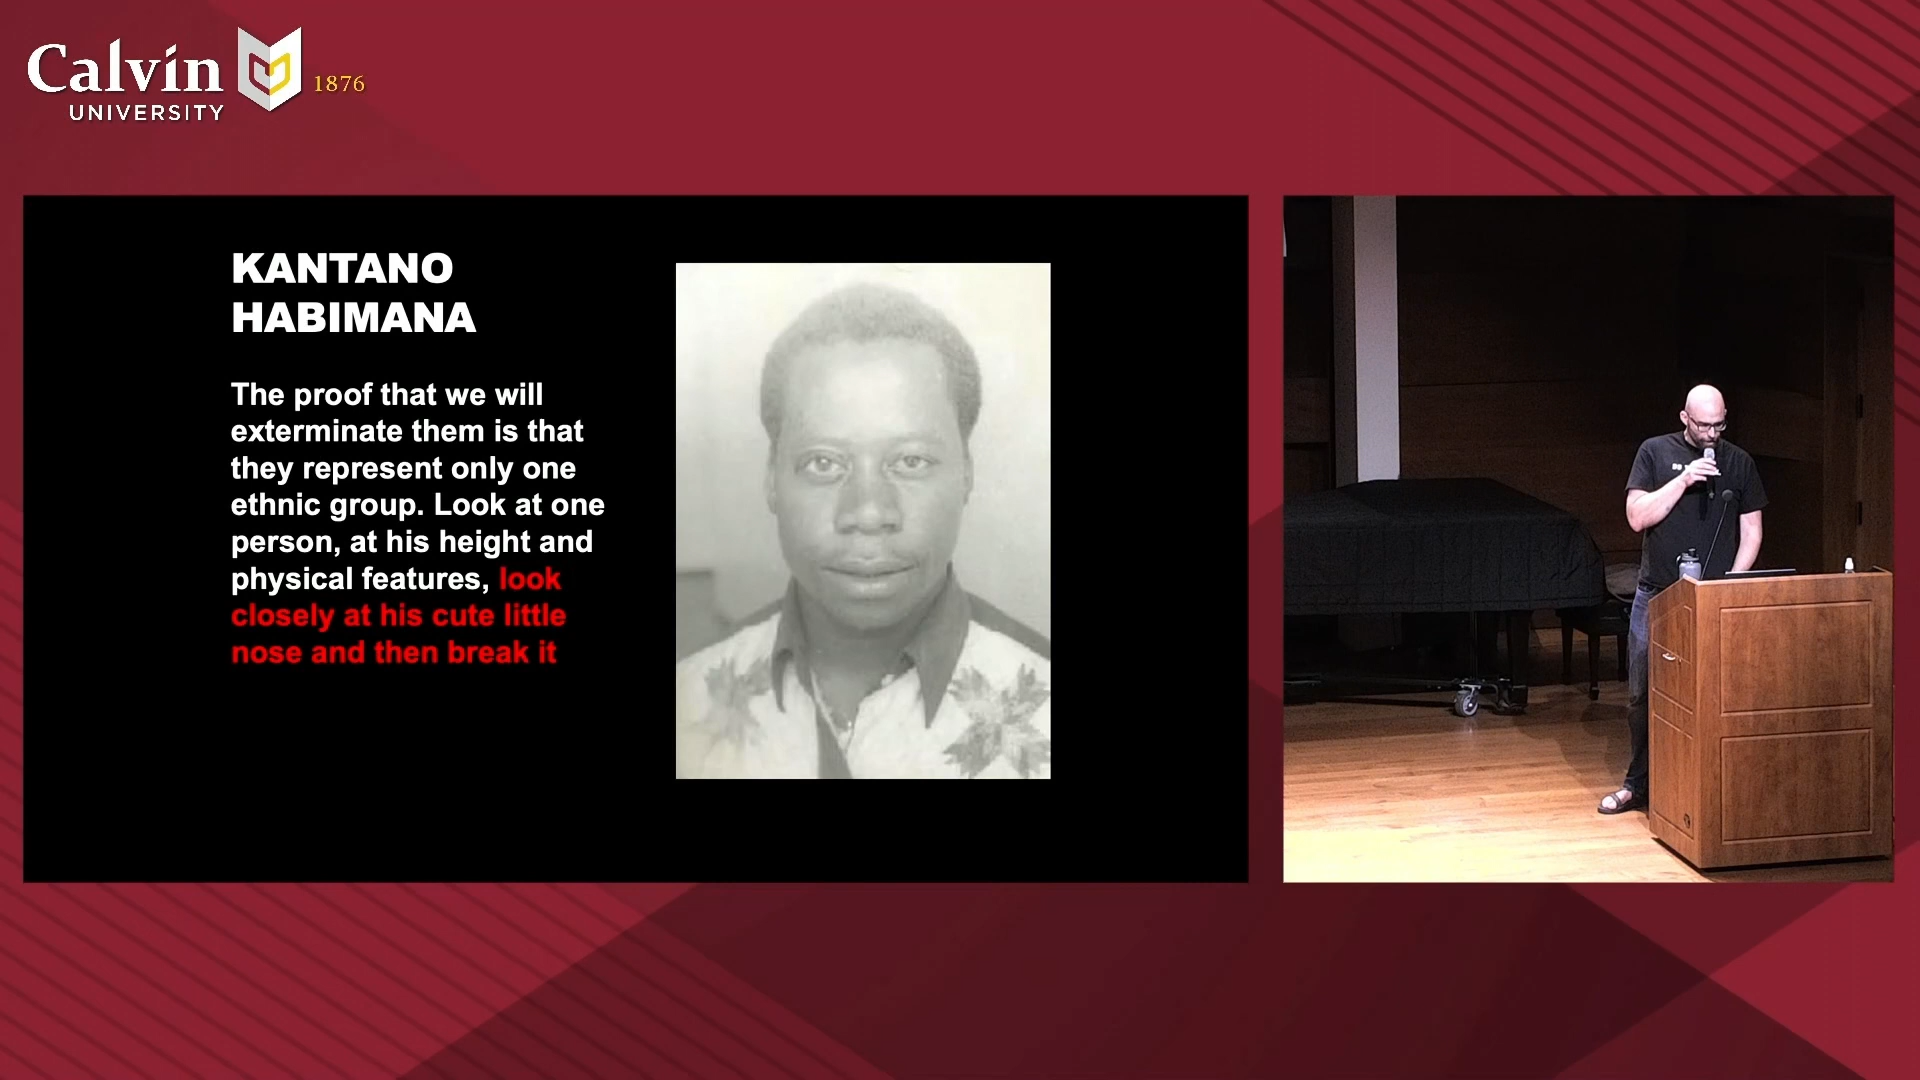 Calvin
UNIVERSITY
1876
KANTANO
HABIMANA
The proof that we will
exterminate them is that
they represent only one
ethnic group. Look at one
person, at his height and
physical features, look
closely at his cute little
nose and then break it